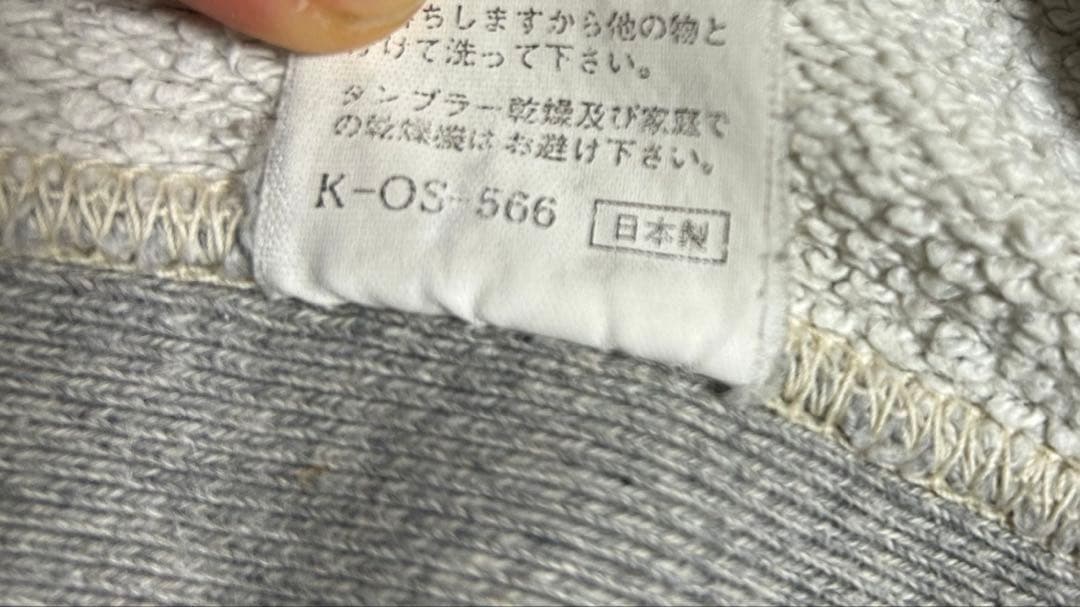 ちしますから他の物と
けて洗って下さい。
タンブラー乾燥及び家庭で
の乾燥機はお避け下さい。
K-OS-566 日本製